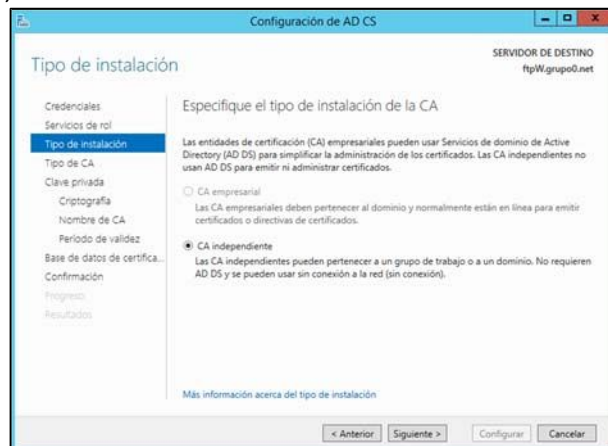 Configuración de AD CS
Tipo de instalación
SERVIDOR DE DESTINO
ftpW.grupo0.net
Credenciales
Servicios de rol
Tipo de instalación
Tipo de CA
Clave privada
Criptografía
Nombre de CA
Período de validez
Base de datos de certifica...
Confirmación
Progreso
Resultados
Especifique el tipo de instalación de la CA
Las entidades de certificación (CA) empresariales pueden usar Servicios de dominio de Active
Directory (AD DS) para simplificar la administración de los certificados. Las CA independientes no
usan AD DS para emitir ni administrar certificados.
CA empresarial
Las CA empresariales deben pertenecer al dominio y normalmente están en línea para emitir
certificados o directivas de certificados.
CA independiente
Las CA independientes pueden pertenecer a un grupo de trabajo o a un dominio. No requieren
AD DS y se pueden usar sin conexión a la red (sin conexión).
Más información acerca del tipo de instalación
< Anterior
Siguiente >
Configurar
Cancelar